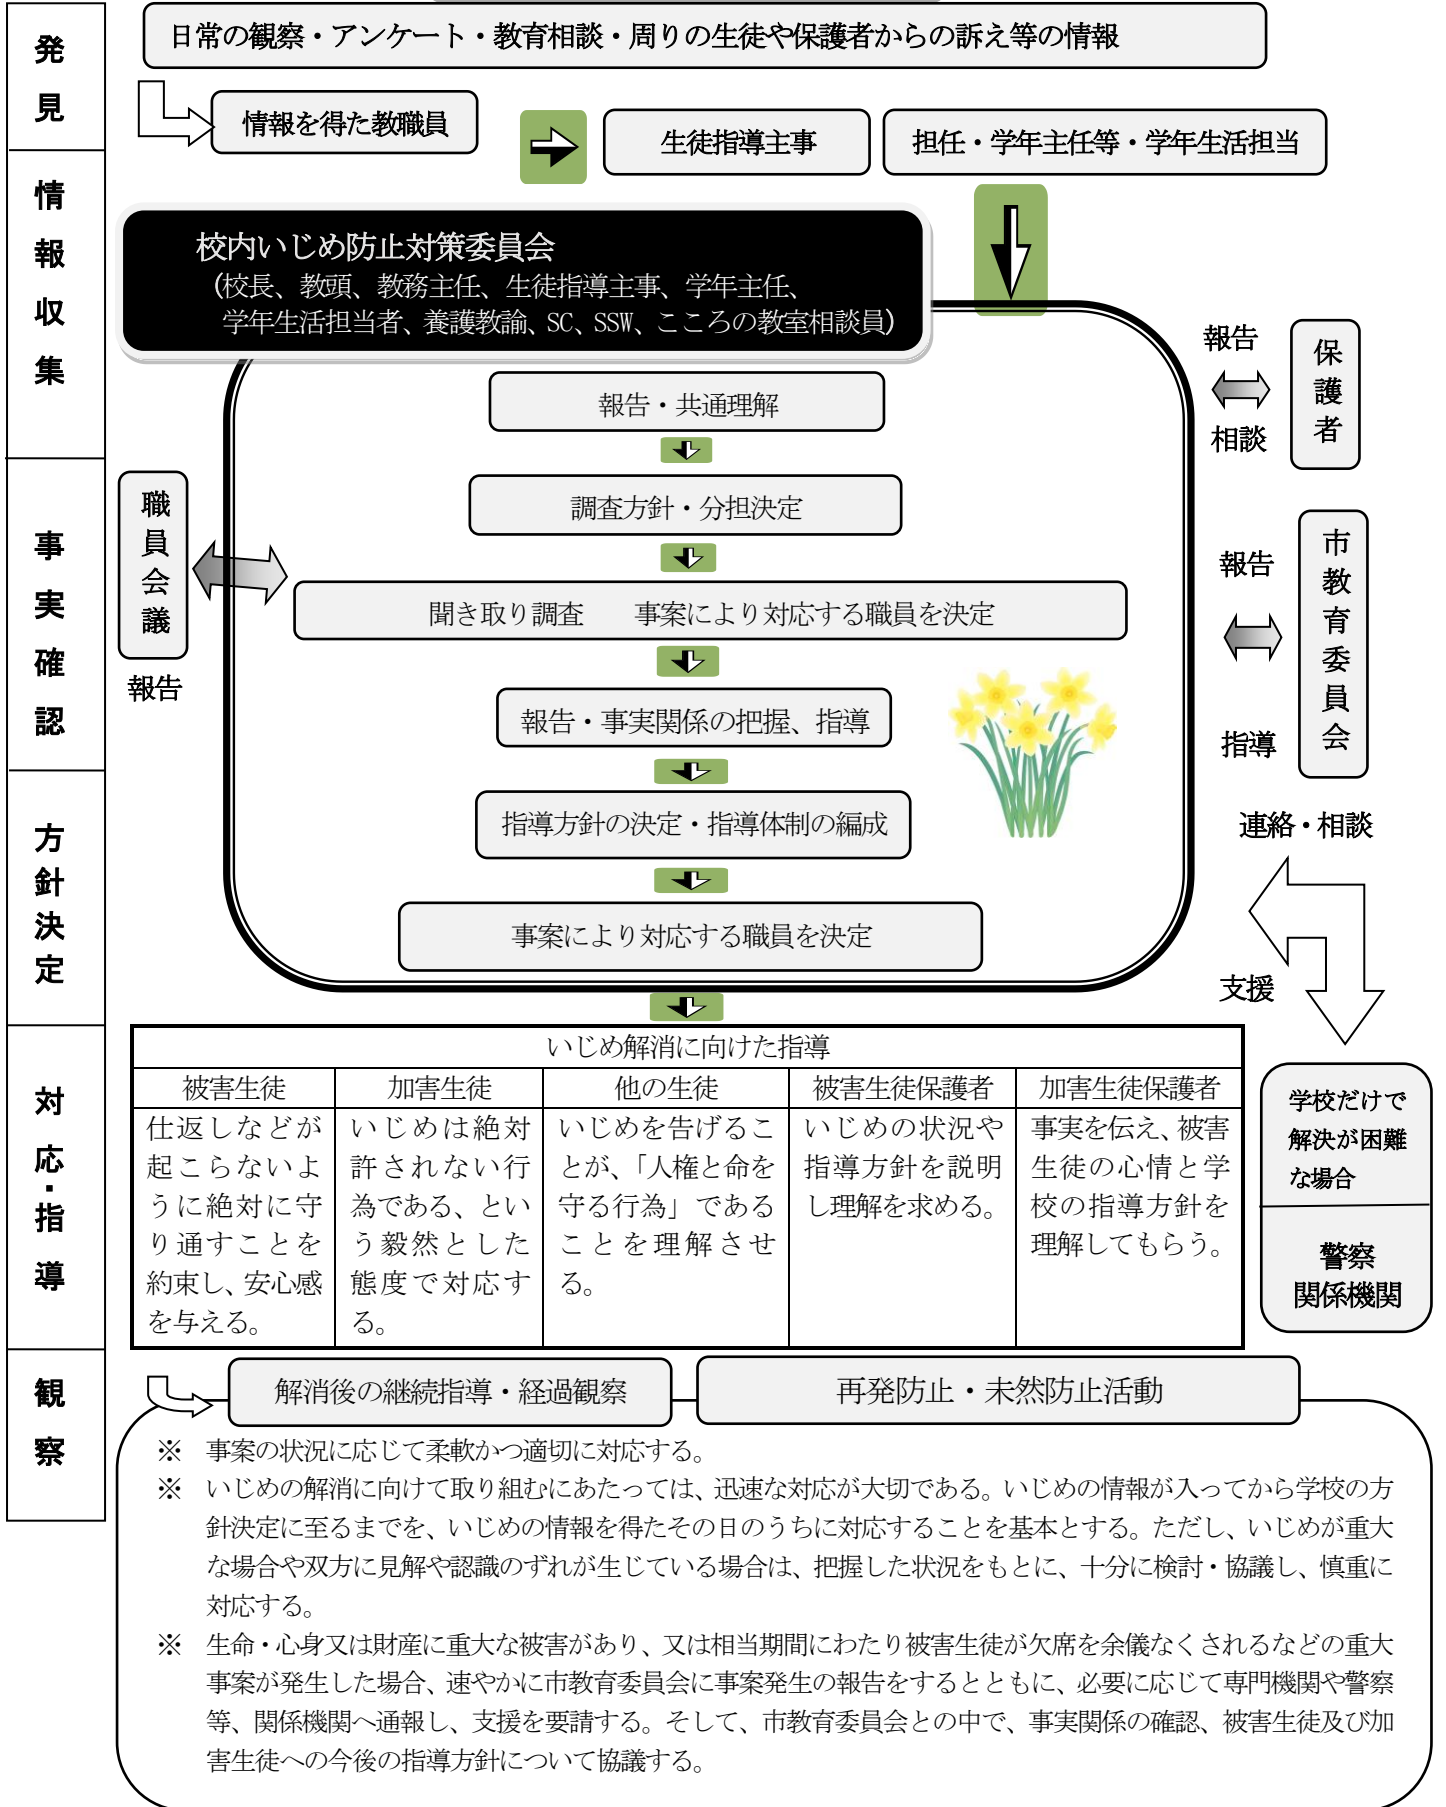 発見
日常の観察・アンケート・教育相談・周りの生徒や保護者からの訴え等の情報
情報を得た教職員
生徒指導主事
担任・学年主任等・学年生活担当
情報収集
校内いじめ防止対策委員会
(校長、教頭、教務主任、生徒指導主事、学年主任、
学年生活担当者、養護教諭、SC、SSW、こころの教室相談員)
報告・共通理解
報告
相談
保護者
調査方針・分担決定
事実確認
職員会議
報告
聞き取り調査　　事案により対応する職員を決定
報告
指導
市教育委員会
報告・事実関係の把握、指導
方針決定
指導方針の決定・指導体制の編成
連絡・相談
支援
事案により対応する職員を決定
対応・指導
いじめ解消に向けた指導
被害生徒
仕返しなどが
起こらないよ
うに絶対に守
り通すことを
約束し、安心感
を与える。
加害生徒
いじめは絶対
許されない行
為である、とい
う毅然とした
態度で対応す
る。
他の生徒
いじめを告げるこ
とが、「人権と命を
守る行為」である
ことを理解させ
る。
被害生徒保護者
いじめの状況や
指導方針を説明
し理解を求める。
加害生徒保護者
事実を伝え、被害
生徒の心情と学
校の指導方針を
理解してもらう。
学校だけで
解決が困難
な場合
警察
関係機関
観察
解消後の継続指導・経過観察
再発防止・未然防止活動
※　事案の状況に応じて柔軟かつ適切に対応する。
※　いじめの解消に向けて取り組むにあたっては、迅速な対応が大切である。いじめの情報が入ってから学校の方
針決定に至るまでを、いじめの情報を得たその日のうちに対応することを基本とする。ただし、いじめが重大
な場合や双方に見解や認識のずれが生じている場合は、把握した状況をもとに、十分に検討・協議し、慎重に
対応する。
※　生命・心身又は財産に重大な被害があり、又は相当期間にわたり被害生徒が欠席を余儀なくされるなどの重大
事案が発生した場合、速やかに市教育委員会に事案発生の報告をするとともに、必要に応じて専門機関や警察
等、関係機関へ通報し、支援を要請する。そして、市教育委員会との中で、事実関係の確認、被害生徒及び加
害生徒への今後の指導方針について協議する。